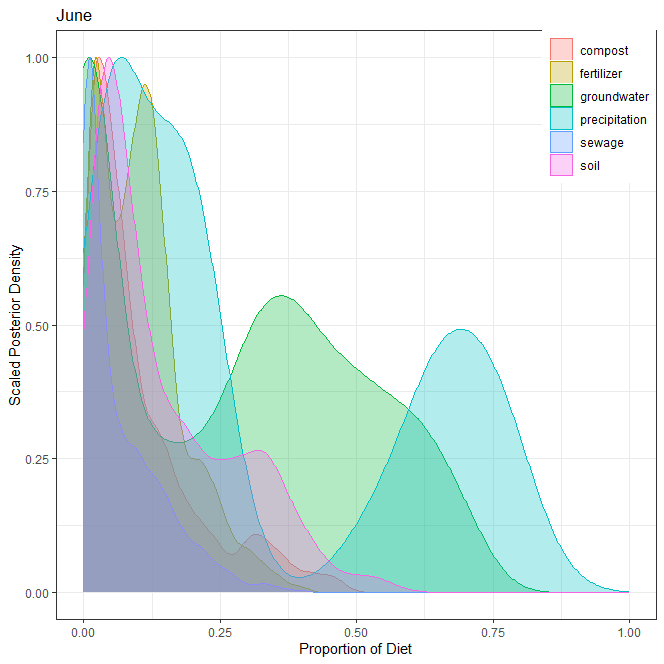 June
compost
fertilizer
groundwater
precipitation
sewage
soil
1.00
0.75
0.50
0.25
0.00
Scaled Posterior Density
0.00 0.25 0.50 0.75 1.00
Proportion of Diet